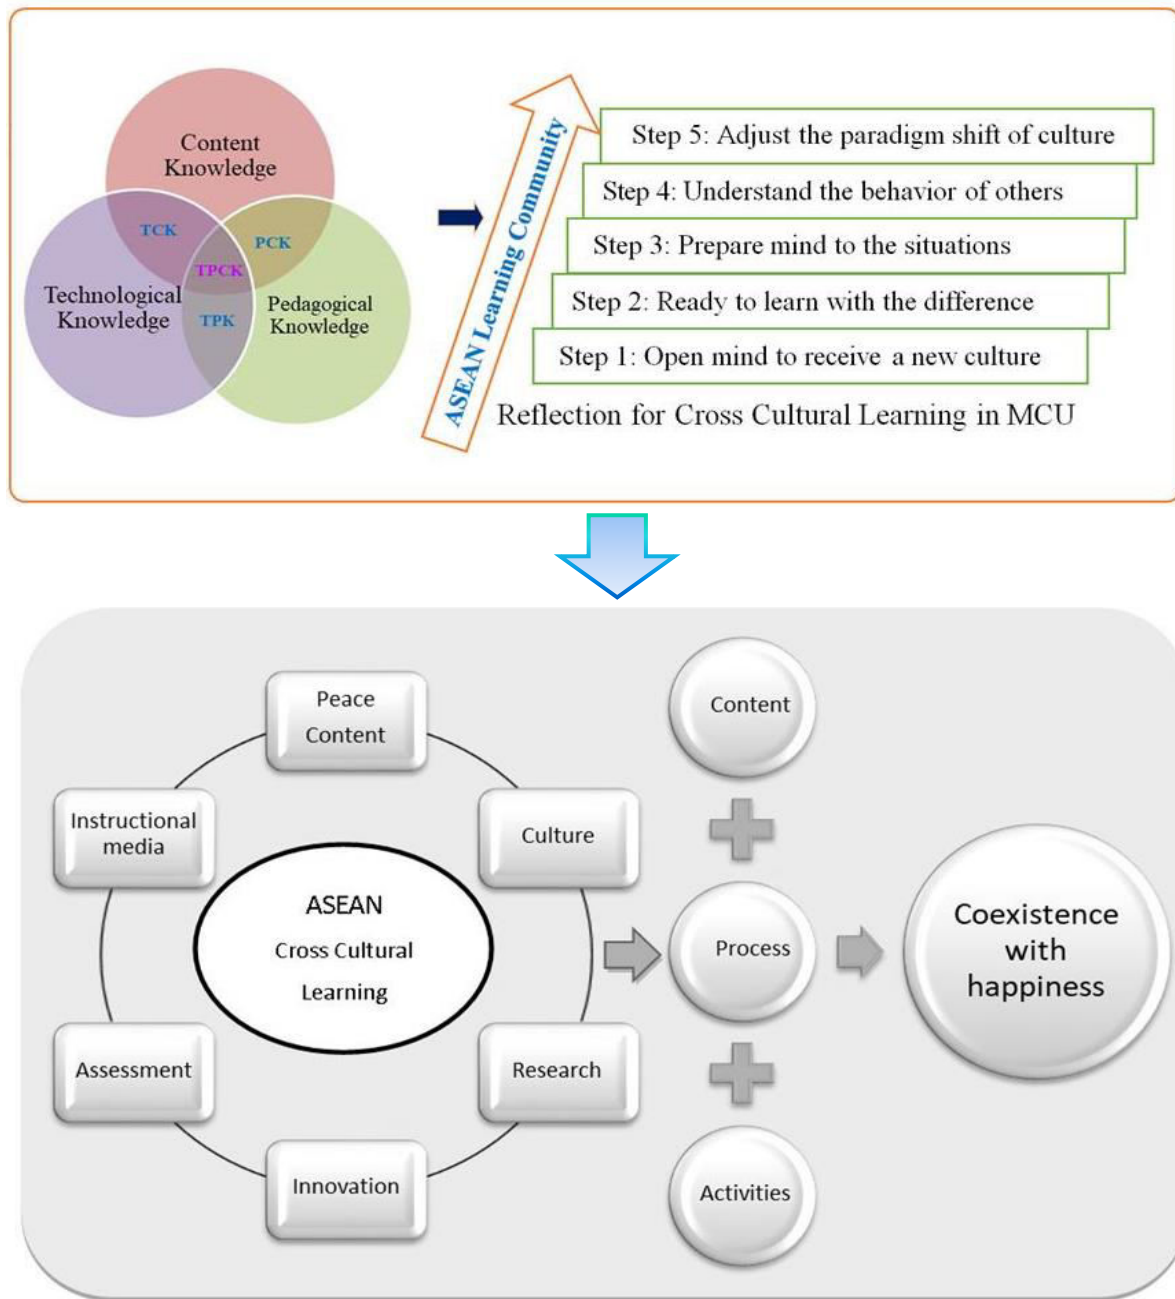 Content
Knowledge
TCK
PCK
TPCK
Technological
Knowledge
TPK
Pedagogical
Knowledge
ASEAN Learning Community
Step 5: Adjust the paradigm shift of culture
Step 4: Understand the behavior of others
Step 3: Prepare mind to the situations
Step 2: Ready to learn with the difference
Step 1: Open mind to receive a new culture
Reflection for Cross Cultural Learning in MCU
Peace
Content
Instructional
media
Culture
ASEAN
Cross Cultural
Learning
Assessment
Research
Innovation
Content
Process
Activities
Coexistence
with
happiness